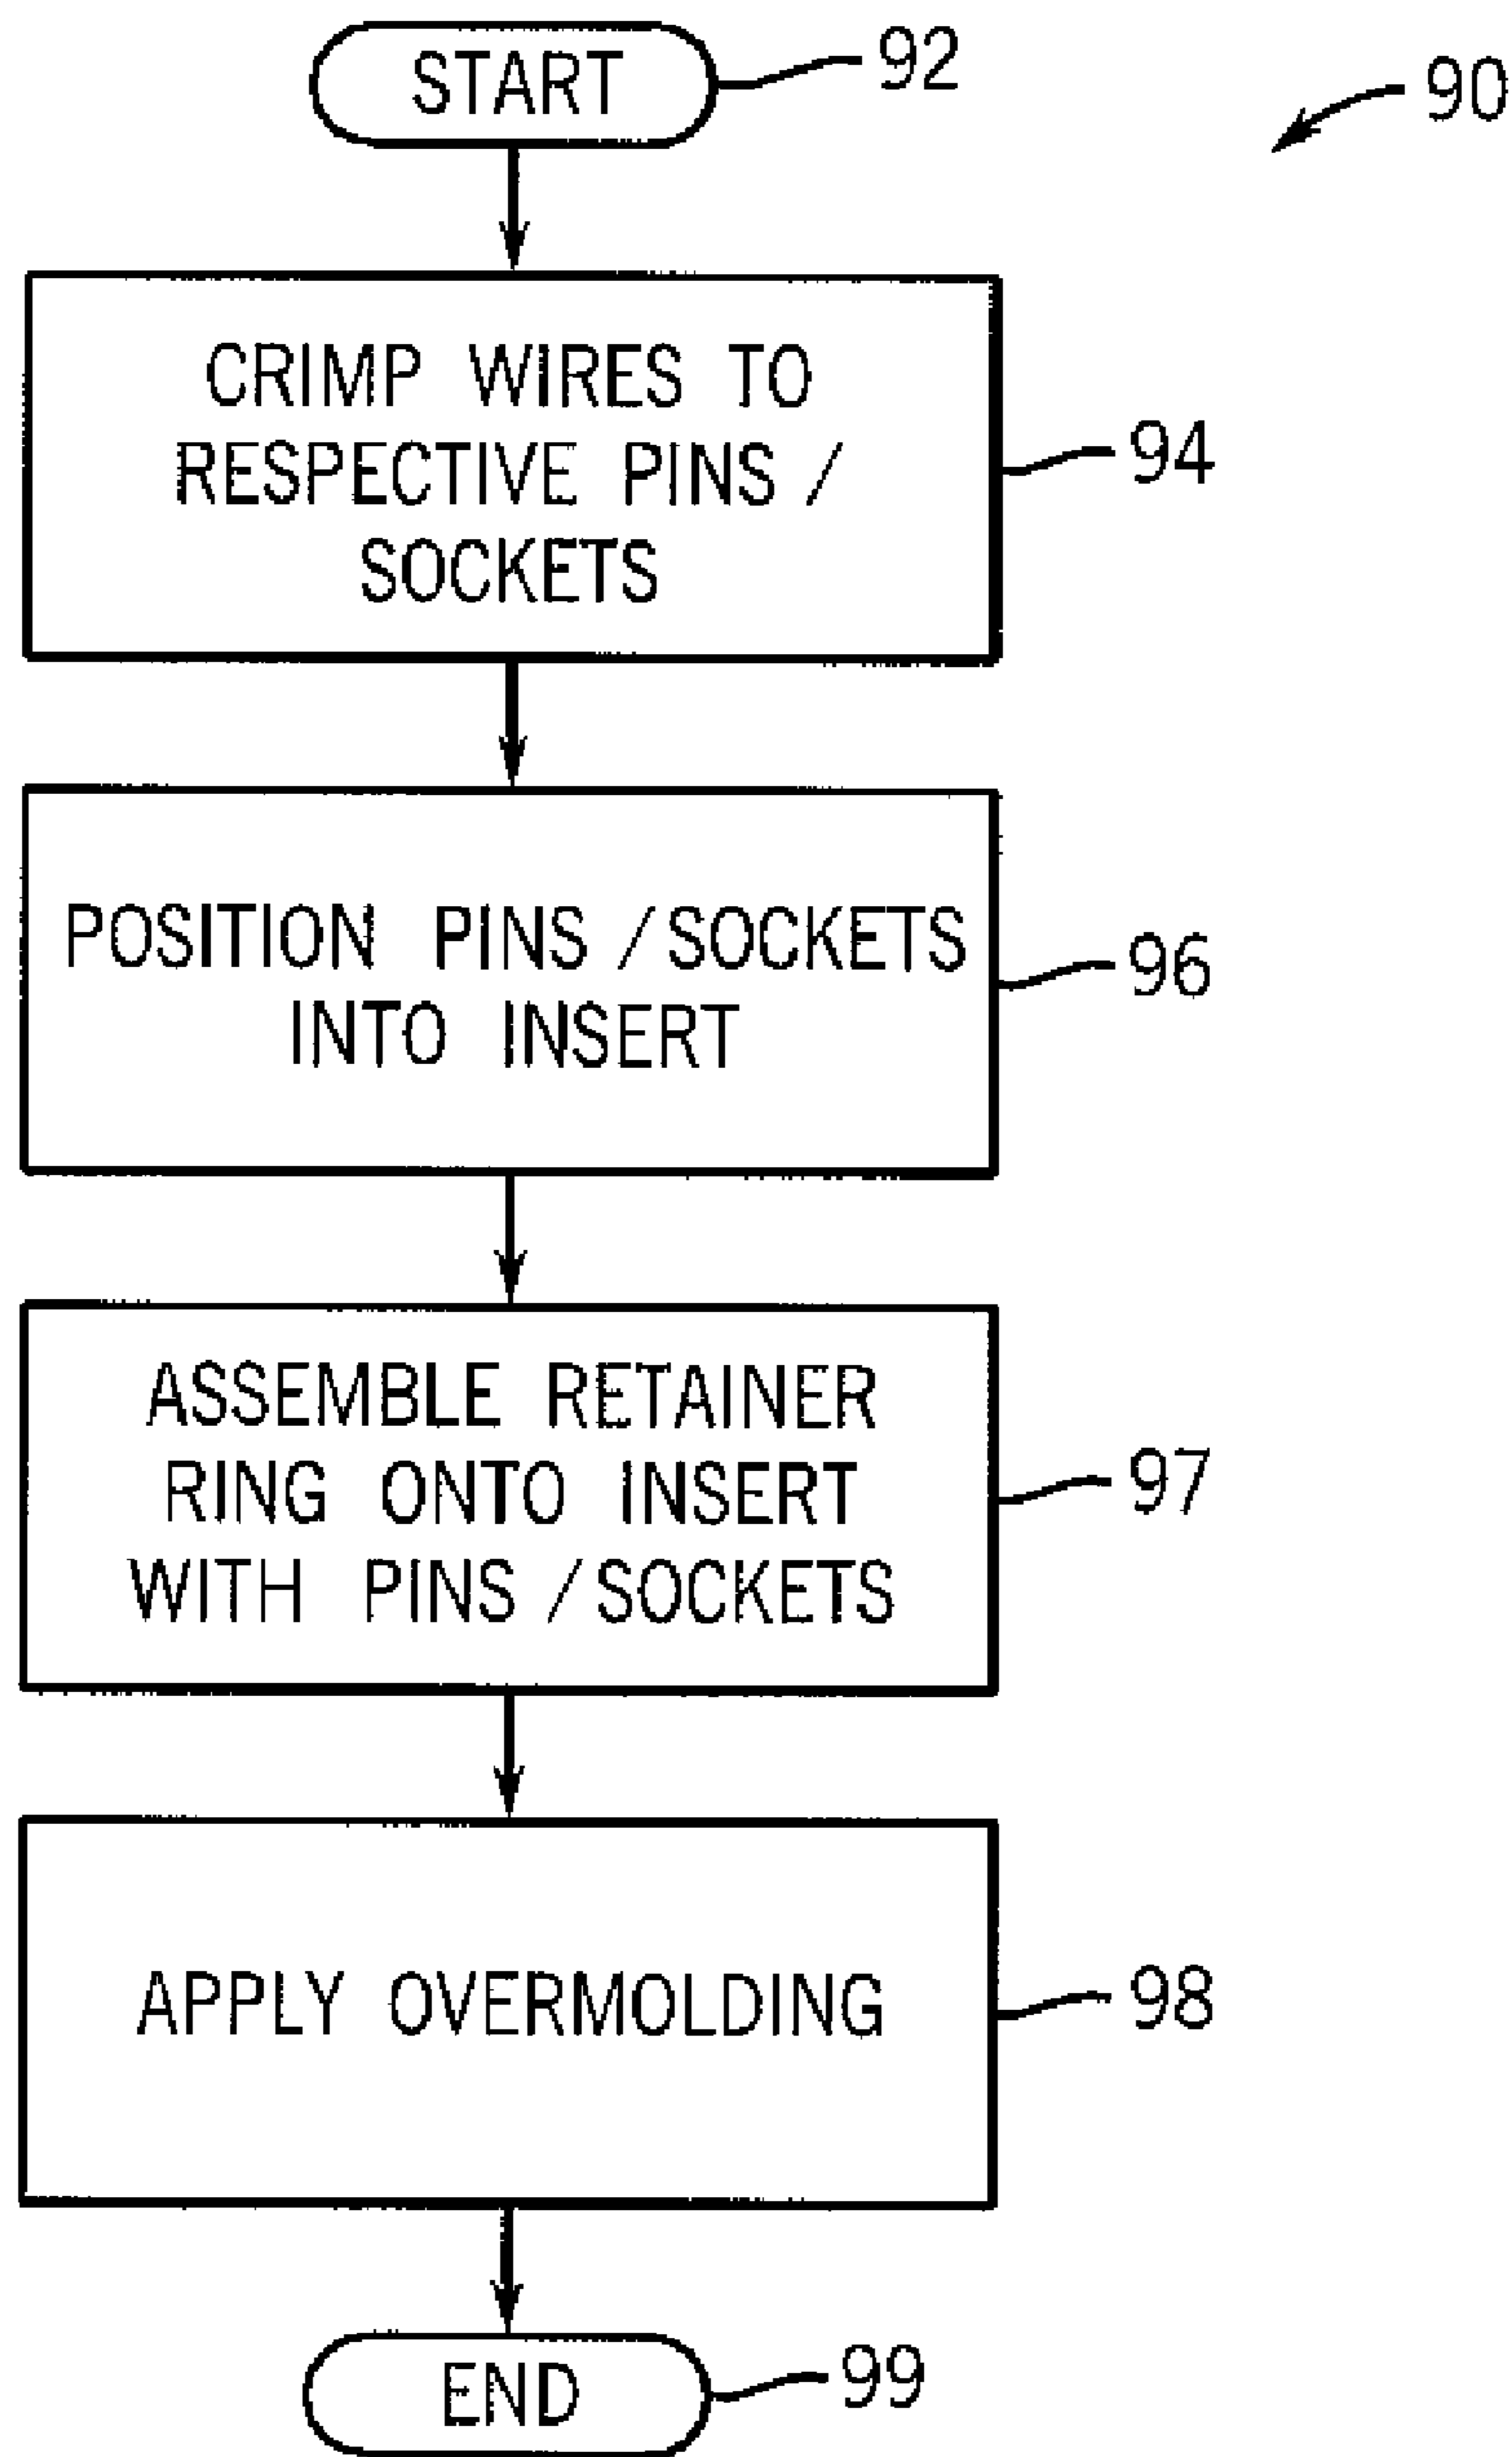 START
92
90
CRIMP WIRES TO
RESPECTIVE PINS /
SOCKETS
94
POSITION PINS /SOCKETS
INTO INSERT
96
ASSEMBLE RETAINER
RING ONTO INSERT
WITH PINS /SOCKETS
97
APPLY OVERMOLDING
98
END
99